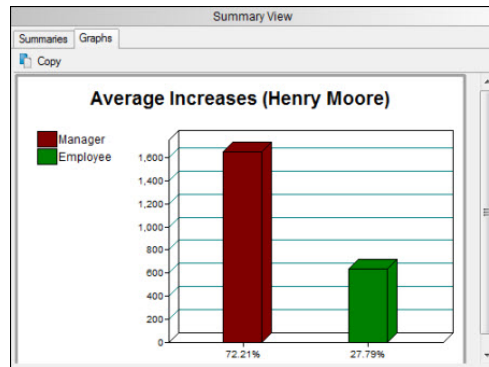 Summary View
Summaries Graphs
Copy
Average Increases (Henry Moore)
Manager
Employee
1,600
1,400
1,200
1,000
800
600
400
200
0
72.21% 27.79%